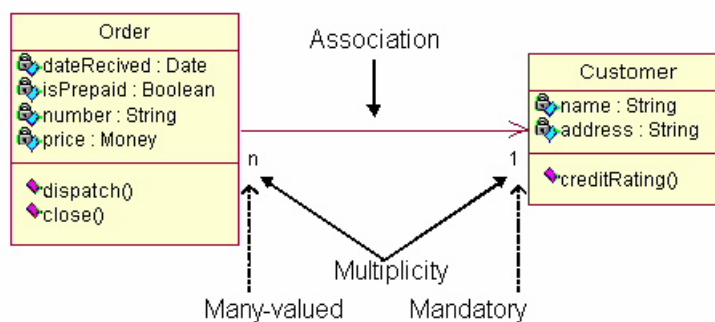 Order
dateRecived : Date
isPrepaid : Boolean
number : String
price : Money
dispatch()
close()
Association
Customer
name : String
address : String
creditRating()
n
1
Multiplicity
Many-valued
Mandatory